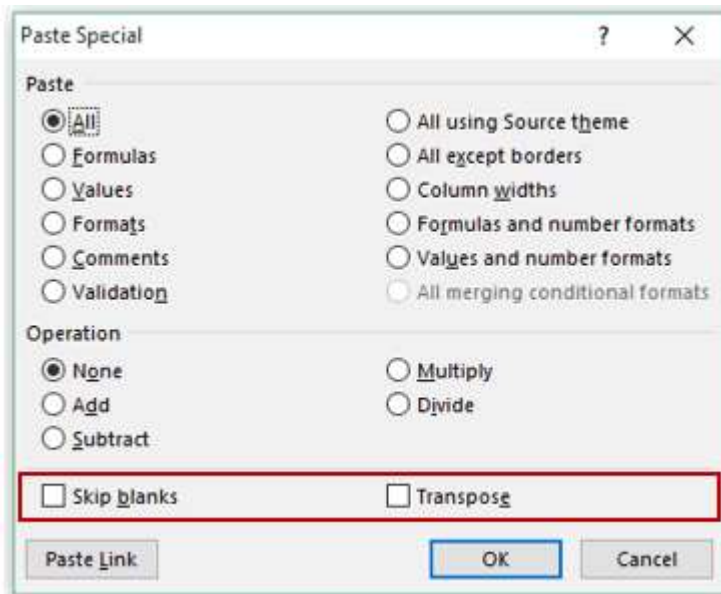 Paste Special ?
Paste
All All using Source theme
Formulas All except borders
Values Column widths
Formats Formulas and number formats
Comments Values and number formats
Validation All merging conditional formats
Operation
None Multiply
Add Divide
Subtract
Skip blanks Transpose
Paste Link OK Cancel